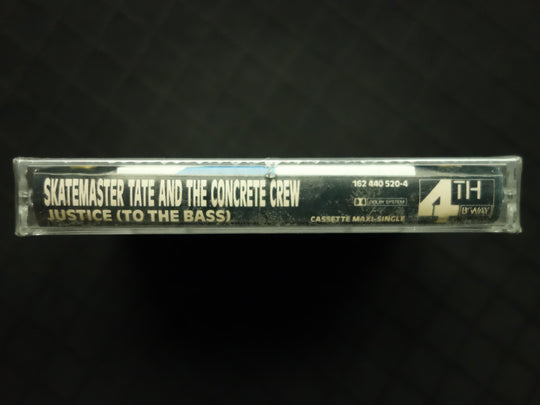 SKATEMASTER TATE AND THE CONCRETE CREW
JUSTICE (TO THE BASS)
162 440 520-4
DOLBY SYSTEM
CASSETTE MAXI-SINGLE
4TH
B'WAY